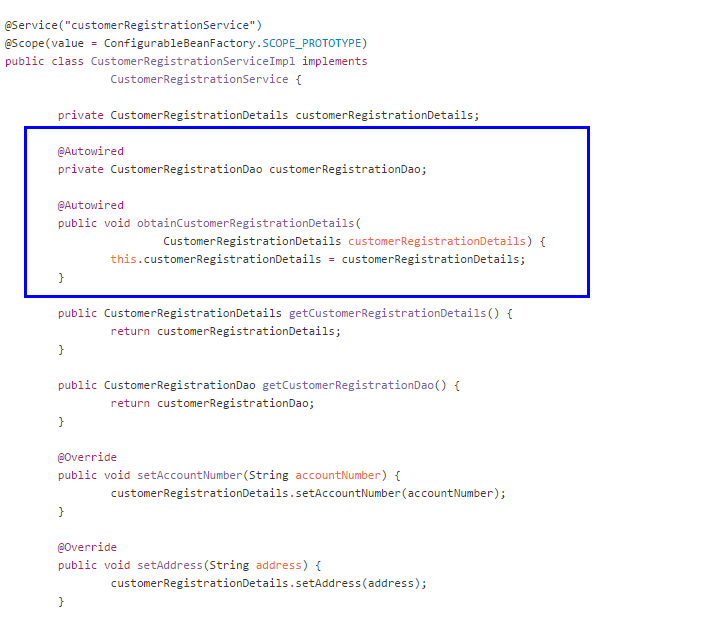 @Service("customerRegistrationService")
@Scope(value = ConfigurableBeanFactory.SCOPE_PROTOTYPE)
public class CustomerRegistrationServiceImpl implements
CustomerRegistrationService {
private CustomerRegistrationDetails customerRegistrationDetails;
@Autowired
private CustomerRegistrationDao customerRegistrationDao;
@Autowired
public void obtainCustomerRegistrationDetails(
CustomerRegistrationDetails customerRegistrationDetails) {
this.customerRegistrationDetails = customerRegistrationDetails;
}
public CustomerRegistrationDetails getCustomerRegistrationDetails() {
return customerRegistrationDetails;
}
public CustomerRegistrationDao getCustomerRegistrationDao() {
return customerRegistrationDao;
}
@Override
public void setAccountNumber(String accountNumber) {
customerRegistrationDetails.setAccountNumber(accountNumber);
}
@Override
public void setAddress(String address) {
customerRegistrationDetails.setAddress(address);
}